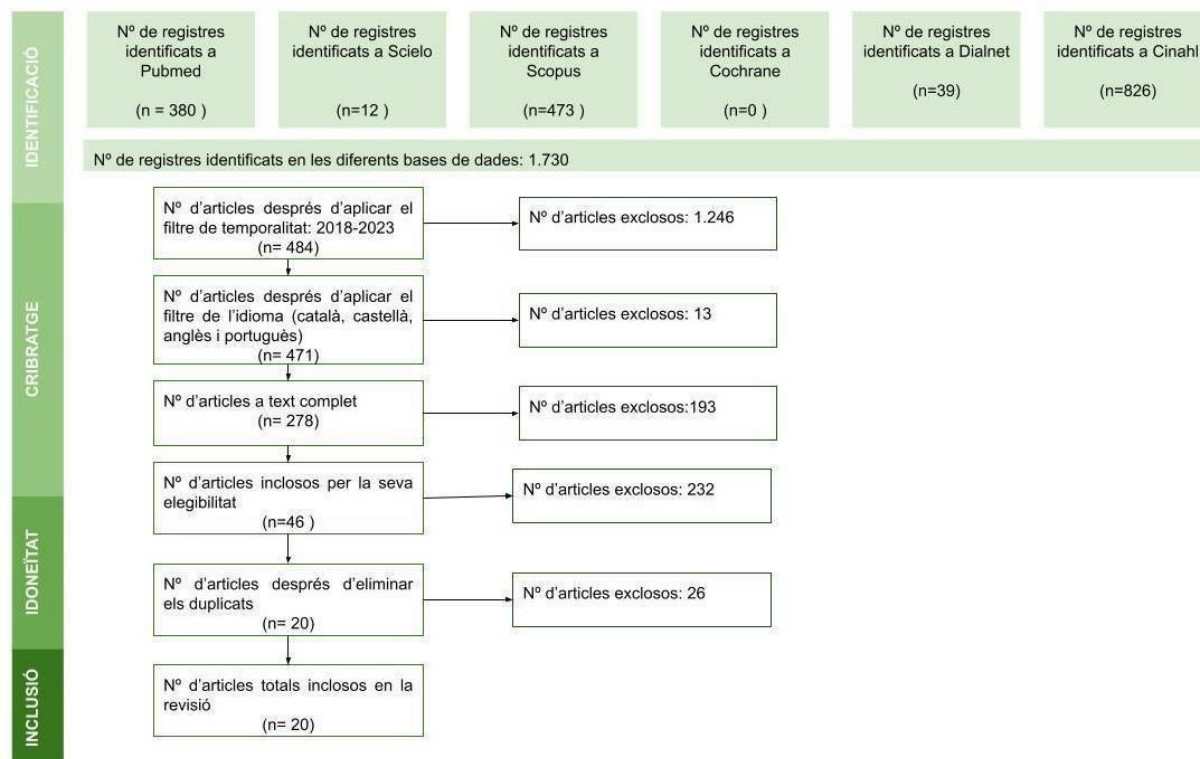 IDENTIFICACIÓ
Nº de registres
identificats a
Pubmed
(n = 380 )
Nº de registres
identificats a Scielo
(n=12 )
Nº de registres
identificats a
Scopus
(n=473 )
Nº de registres
identificats a
Cochrane
(n=0 )
Nº de registres
identificats a Dialnet
(n=39)
Nº de registres
identificats a Cinahl
(n=826)
Nº de registres identificats en les diferents bases de dades: 1.730
CRIBRATGE
Nº d’articles després d’aplicar el
filtre de temporalitat: 2018-2023
(n= 484)
Nº d’articles exclosos: 1.246
Nº d’articles després d’aplicar el
filtre de l’idioma (català, castellà,
anglès i portuguès)
(n= 471)
Nº d’articles exclosos: 13
Nº d’articles a text complet
(n= 278)
Nº d’articles exclosos:193
Nº d’articles inclosos per la seva
elegibilitat
(n=46 )
Nº d’articles exclosos: 232
IDONEÏTAT
Nº d’articles després d’eliminar
els duplicats
(n= 20)
Nº d’articles exclosos: 26
INCLUSIÓ
Nº d’articles totals inclosos en la
revisió
(n= 20)